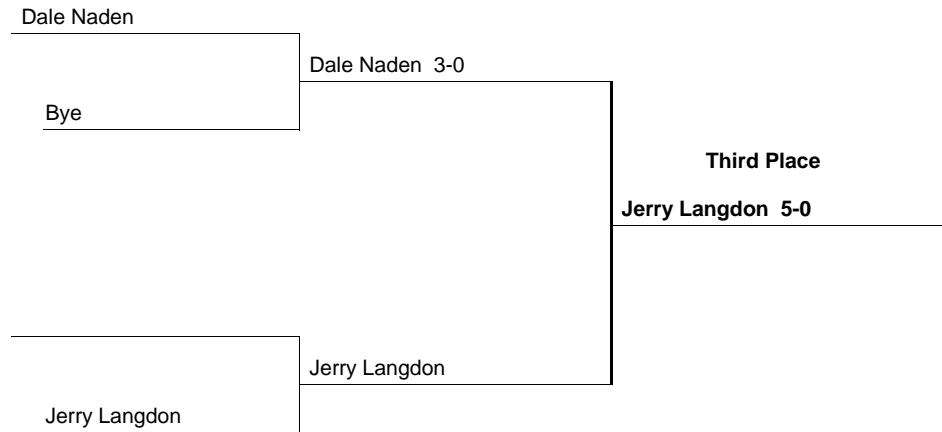 Dale Naden
Dale Naden 3-0
Bye
Third Place
Jerry Langdon 5-0
Jerry Langdon
Jerry Langdon